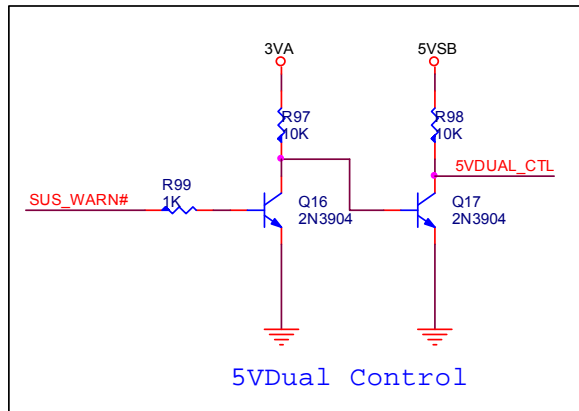 3VA
5VSB
R97
10K
R98
10K
5VDUAL_CTL
R99
1K
SUS_WARN#
Q16
2N3904
Q17
2N3904
5VDual Control